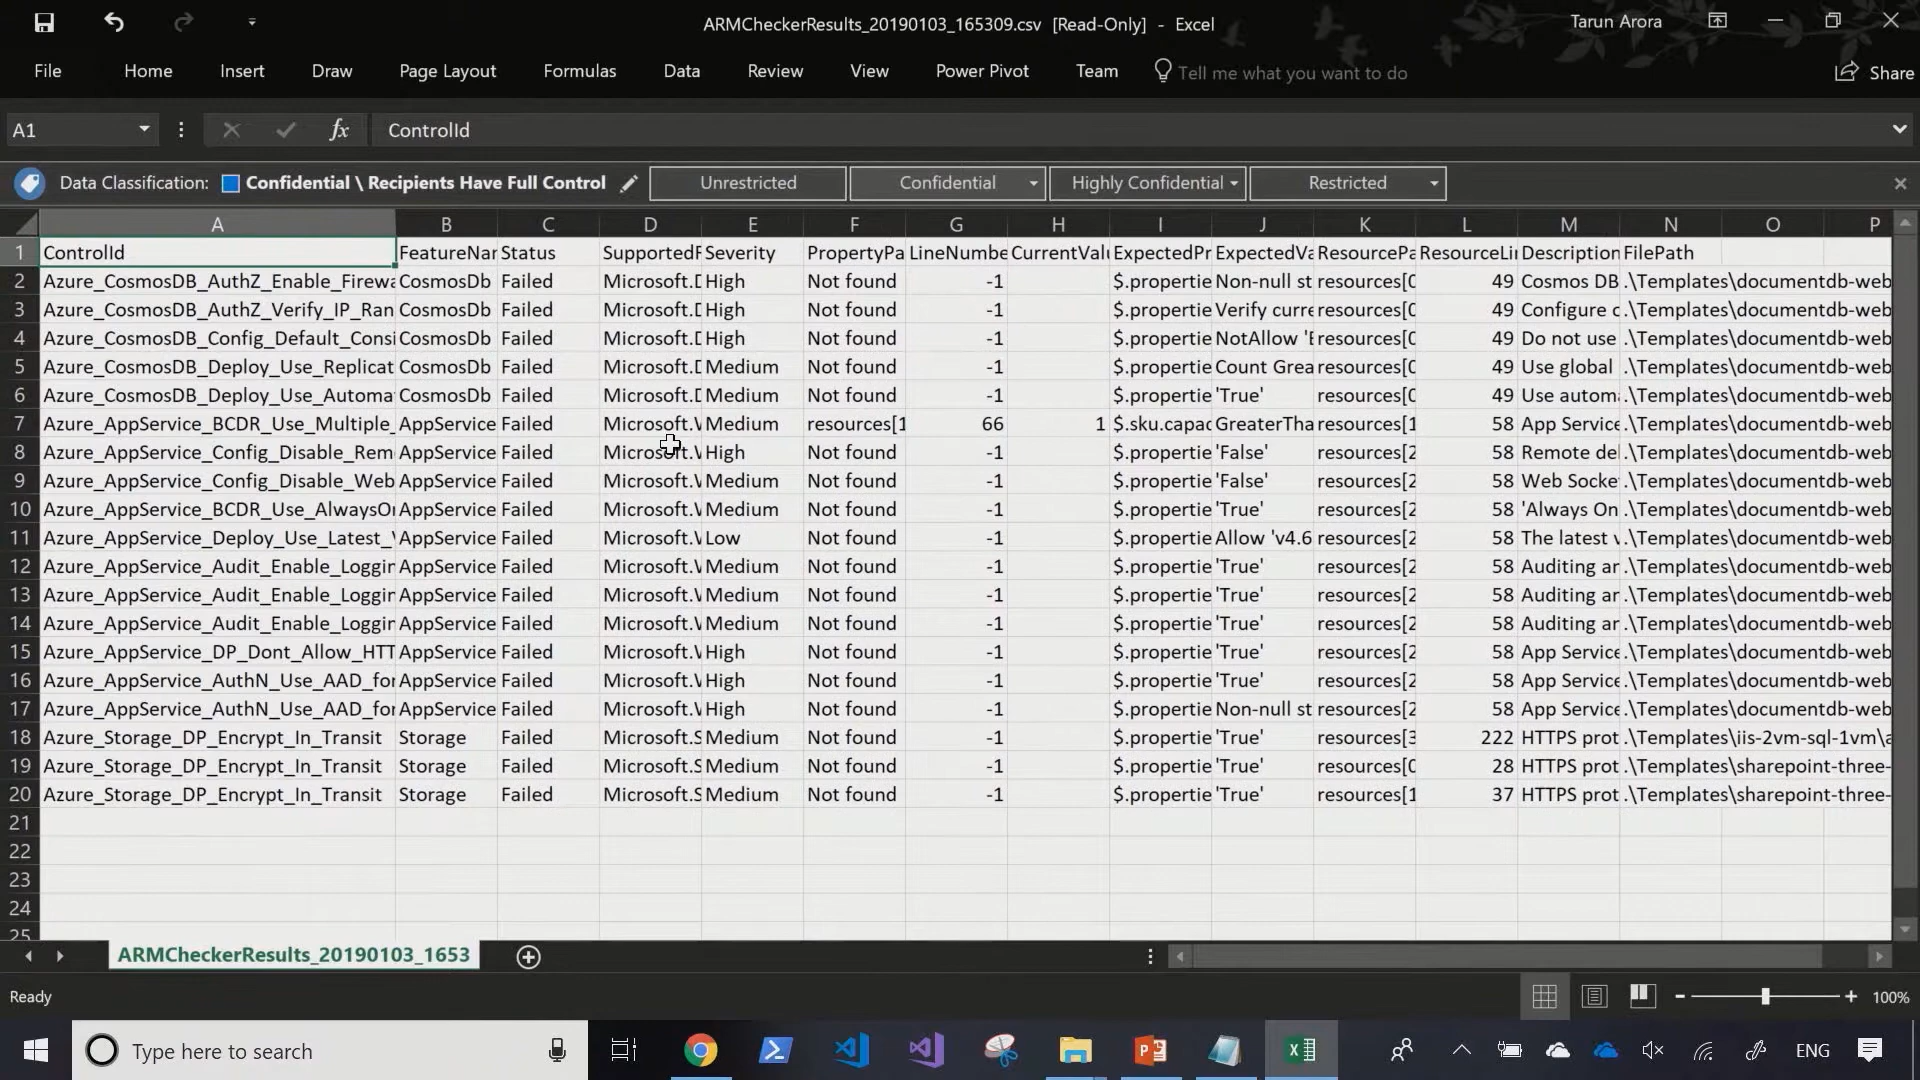 ARMCheckerResults_20190103_165309.csv [Read-Only] - Excel
Tarun Arora
File Home Insert Draw Page Layout Formulas Data Review View Power Pivot Team Tell me what you want to do Share
A1 fx ControlId
Data Classification: Confidential \ Recipients Have Full Control Unrestricted Confidential Highly Confidential Restricted
A B C D E F G H I J K L M N O P
1 ControlId FeatureNar Status SupportedF Severity PropertyPa LineNumbe CurrentValu ExpectedPr ExpectedVa ResourcePa ResourceLi Description FilePath
2 Azure_CosmosDB_AuthZ_Enable_Firewa CosmosDb Failed Microsoft.D High Not found -1 $.propertie Non-null st resources[0 49 Cosmos DB .\Templates\documentdb-web
3 Azure_CosmosDB_AuthZ_Verify_IP_Ran CosmosDb Failed Microsoft.D High Not found -1 $.propertie Verify curre resources[0 49 Configure c .\Templates\documentdb-web
4 Azure_CosmosDB_Config_Default_Consi CosmosDb Failed Microsoft.D High Not found -1 $.propertie NotAllow 'E resources[0 49 Do not use .\Templates\documentdb-web
5 Azure_CosmosDB_Deploy_Use_Replicat CosmosDb Failed Microsoft.D Medium Not found -1 $.propertie Count Grea resources[0 49 Use global .\Templates\documentdb-web
6 Azure_CosmosDB_Deploy_Use_Automa CosmosDb Failed Microsoft.D Medium Not found -1 $.propertie 'True' resources[0 49 Use autom .\Templates\documentdb-web
7 Azure_AppService_BCDR_Use_Multiple_ AppService Failed Microsoft.V Medium resources[1 66 1 $.sku.capac GreaterTha resources[1 58 App Service .\Templates\documentdb-web
8 Azure_AppService_Config_Disable_Rem AppService Failed Microsoft.V High Not found -1 $.propertie 'False' resources[2 58 Remote del .\Templates\documentdb-web
9 Azure_AppService_Config_Disable_Web AppService Failed Microsoft.V Medium Not found -1 $.propertie 'False' resources[2 58 Web Socke .\Templates\documentdb-web
10 Azure_AppService_BCDR_Use_AlwaysOn AppService Failed Microsoft.V Medium Not found -1 $.propertie 'True' resources[2 58 'Always On .\Templates\documentdb-web
11 Azure_AppService_Deploy_Use_Latest_V AppService Failed Microsoft.V Low Not found -1 $.propertie Allow 'v4.6 resources[2 58 The latest v .\Templates\documentdb-web
12 Azure_AppService_Audit_Enable_Loggin AppService Failed Microsoft.V Medium Not found -1 $.propertie 'True' resources[2 58 Auditing ar .\Templates\documentdb-web
13 Azure_AppService_Audit_Enable_Loggin AppService Failed Microsoft.V Medium Not found -1 $.propertie 'True' resources[2 58 Auditing ar .\Templates\documentdb-web
14 Azure_AppService_Audit_Enable_Loggin AppService Failed Microsoft.V Medium Not found -1 $.propertie 'True' resources[2 58 Auditing ar .\Templates\documentdb-web
15 Azure_AppService_DP_Dont_Allow_HTT AppService Failed Microsoft.V High Not found -1 $.propertie 'True' resources[2 58 App Service .\Templates\documentdb-web
16 Azure_AppService_AuthN_Use_AAD_for AppService Failed Microsoft.V High Not found -1 $.propertie 'True' resources[2 58 App Service .\Templates\documentdb-web
17 Azure_AppService_AuthN_Use_AAD_for AppService Failed Microsoft.V High Not found -1 $.propertie Non-null st resources[2 58 App Service .\Templates\documentdb-web
18 Azure_Storage_DP_Encrypt_In_Transit Storage Failed Microsoft.S Medium Not found -1 $.propertie 'True' resources[3 222 HTTPS prot .\Templates\iis-2vm-sql-1vm\a
19 Azure_Storage_DP_Encrypt_In_Transit Storage Failed Microsoft.S Medium Not found -1 $.propertie 'True' resources[0 28 HTTPS prot .\Templates\sharepoint-three-
20 Azure_Storage_DP_Encrypt_In_Transit Storage Failed Microsoft.S Medium Not found -1 $.propertie 'True' resources[1 37 HTTPS prot .\Templates\sharepoint-three-
21
22
23
24
25
ARMCheckerResults_20190103_1653
Ready
100%
Type here to search
ENG